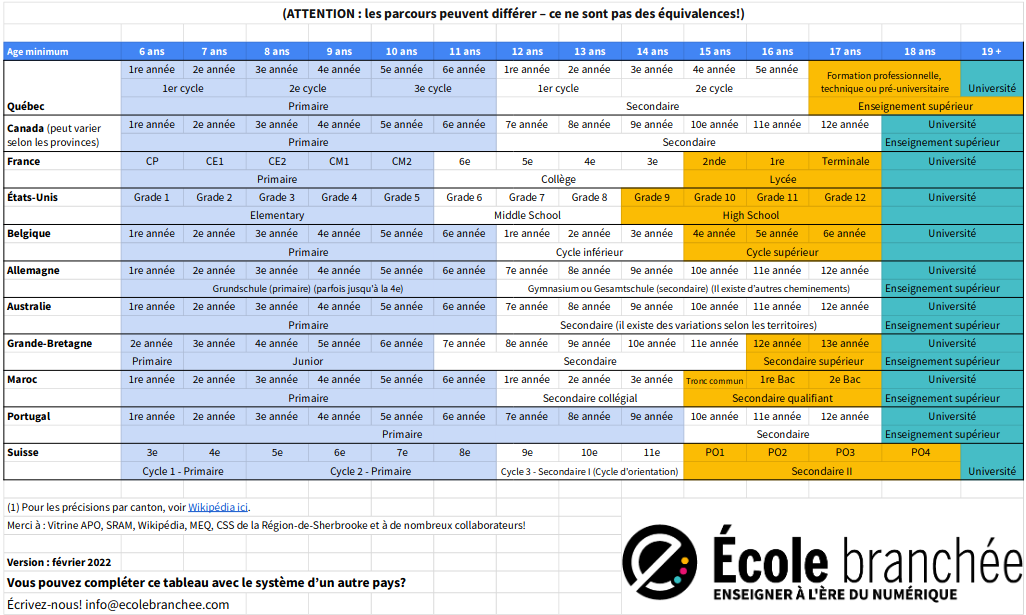 (ATTENTION : les parcours peuvent différer – ce ne sont pas des équivalences!)
Age minimum 6 ans 7 ans 8 ans 9 ans 10 ans 11 ans 12 ans 13 ans 14 ans 15 ans 16 ans 17 ans 18 ans 19 +
1re année 2e année 3e année 4e année 5e année 6e année 1re année 2e année 3e année 4e année 5e année Formation professionnelle,
1er cycle 2e cycle 3e cycle 1er cycle 2e cycle technique ou pré-universitaire Université
Québec Primaire Secondaire Enseignement supérieur
Canada (peut varier 1re année 2e année 3e année 4e année 5e année 6e année 7e année 8e année 9e année 10e année 11e année 12e année Université
selon les provinces) Primaire Secondaire Enseignement supérieur
France CP CE1 CE2 CM1 CM2 6e 5e 4e 3e 2nde 1re Terminale Université
Primaire Collège Lycée
États-Unis Grade 1 Grade 2 Grade 3 Grade 4 Grade 5 Grade 6 Grade 7 Grade 8 Grade 9 Grade 10 Grade 11 Grade 12 Université
Elementary Middle School High School
Belgique 1re année 2e année 3e année 4e année 5e année 6e année 1re année 2e année 3e année 4e année 5e année 6e année Université
Primaire Cycle inférieur Cycle supérieur
Allemagne 1re année 2e année 3e année 4e année 5e année 6e année 7e année 8e année 9e année 10e année 11e année 12e année Université
Grundschule (primaire) (parfois jusqu'à la 4e) Gymnasium ou Gesamtschule (secondaire) (Il existe d'autres cheminements) Enseignement supérieur
Australie 1re année 2e année 3e année 4e année 5e année 6e année 7e année 8e année 9e année 10e année 11e année 12e année Université
Primaire Secondaire (il existe des variations selon les territoires) Enseignement supérieur
Grande-Bretagne 2e année 3e année 4e année 5e année 6e année 7e année 8e année 9e année 10e année 11e année 12e année 13e année Université
Primaire Junior Secondaire Secondaire supérieur Enseignement supérieur
Maroc 1re année 2e année 3e année 4e année 5e année 6e année 1re année 2e année 3e année Tronc commun 1re Bac 2e Bac Université
Primaire Secondaire collégial Secondaire qualifiant Enseignement supérieur
Portugal 1re année 2e année 3e année 4e année 5e année 6e année 7e année 8e année 9e année 10e année 11e année 12e année Université
Primaire Secondaire Enseignement supérieur
Suisse 3e 4e 5e 6e 7e 8e 9e 10e 11e PO1 PO2 PO3 PO4
Cycle 1 - Primaire Cycle 2 - Primaire Cycle 3 - Secondaire I (Cycle d'orientation) Secondaire II Université
(1) Pour les précisions par canton, voir Wikipédia ici.
Merci à : Vitrine APO, SRAM, Wikipédia, MEQ, CSS de la Région-de-Sherbrooke et à de nombreux collaborateurs!
Version : février 2022
Vous pouvez compléter ce tableau avec le système d'un autre pays?
Écrivez-nous! info@ecolebranchee.com
École branchée
ENSEIGNER À L'ÈRE DU NUMÉRIQUE